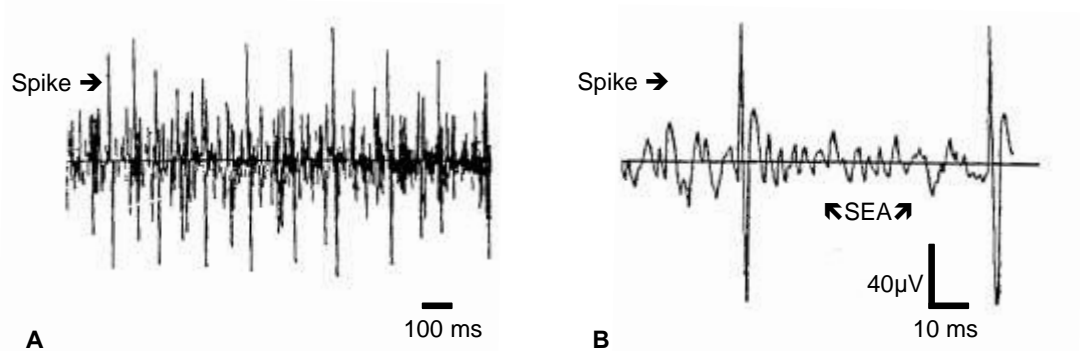 Spike →
100 ms
A
Spike →
SEA
40µV
10 ms
B